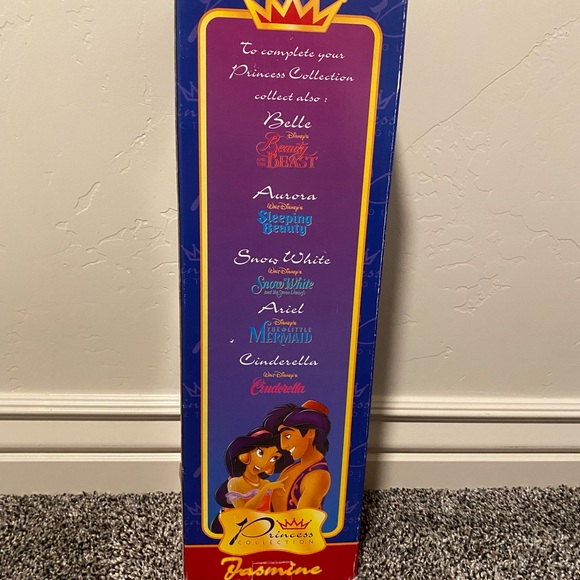 To complete your
Princess Collection
collect also :
Belle
Disney's
Beauty
AND THE
BEAST
Aurora
Walt Disney's
Sleeping
Beauty
Snow White
Walt Disney's
Snow White
and the Seven Dwarfs
Ariel
Disney's
THE LITTLE
MERMAID
Cinderella
Walt Disney's
Cinderella
Princess
COLLECTION
Jasmine